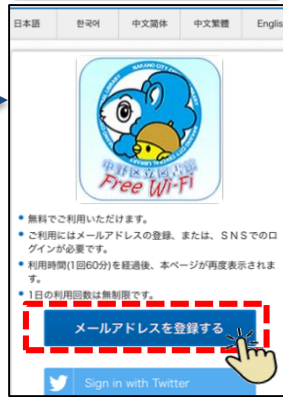 日本語 한국어 中文简体 中文繁體 Englis
NAKANO CITY CENTRAL LIBRARY
中野区立図書館
Free Wi-Fi
• 無料でご利用いただけます。
• ご利用にはメールアドレスの登録、または、SNSでのロ
グインが必要です。
• 利用時間(1回60分)を経過後、本ページが再度表示されま
す。
• 1日の利用回数は無制限です。
メールアドレスを登録する
Sign in with Twitter